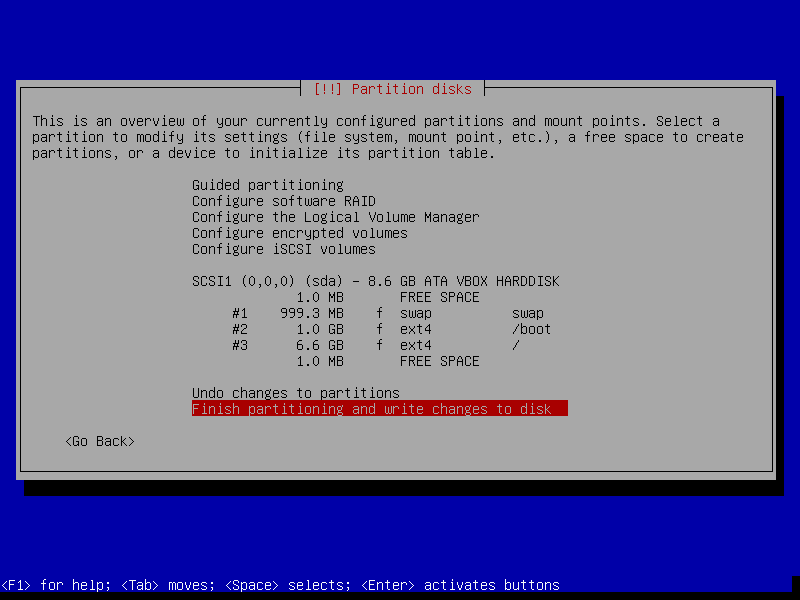 [!!] Partition disks
This is an overview of your currently configured partitions and mount points. Select a
partition to modify its settings (file system, mount point, etc.), a free space to create
partitions, or a device to initialize its partition table.
Guided partitioning
Configure software RAID
Configure the Logical Volume Manager
Configure encrypted volumes
Configure iSCSI volumes
SCSI1 (0,0,0) (sda) - 8.6 GB ATA VBOX HARDDISK
1.0 MB FREE SPACE
#1 999.3 MB f swap swap
#2 1.0 GB f ext4 /boot
#3 6.6 GB f ext4 /
1.0 MB FREE SPACE
Undo changes to partitions
Finish partitioning and write changes to disk
<Go Back>
<F1> for help; <Tab> moves; <Space> selects; <Enter> activates buttons